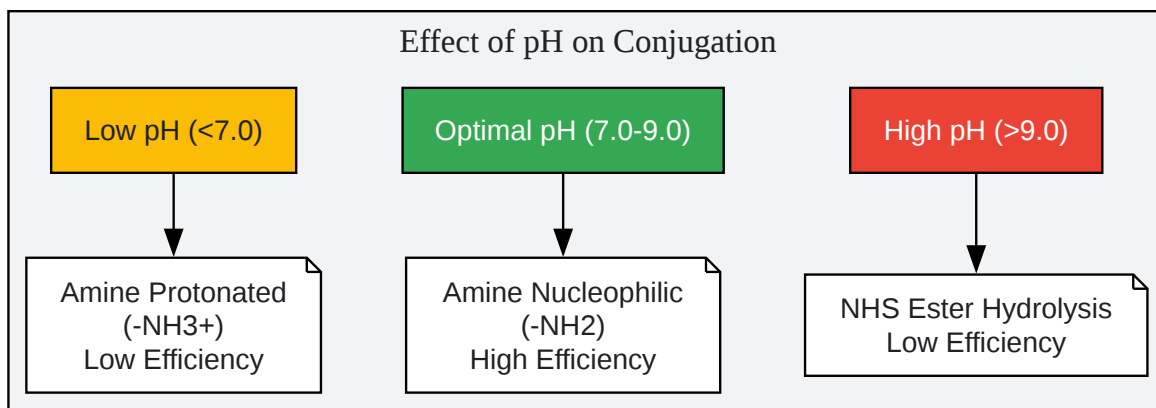 Effect of pH on Conjugation
Low pH (<7.0)
Optimal pH (7.0-9.0)
High pH (>9.0)
Amine Protonated
(-NH3+)
Low Efficiency
Amine Nucleophilic
(-NH2)
High Efficiency
NHS Ester Hydrolysis
Low Efficiency